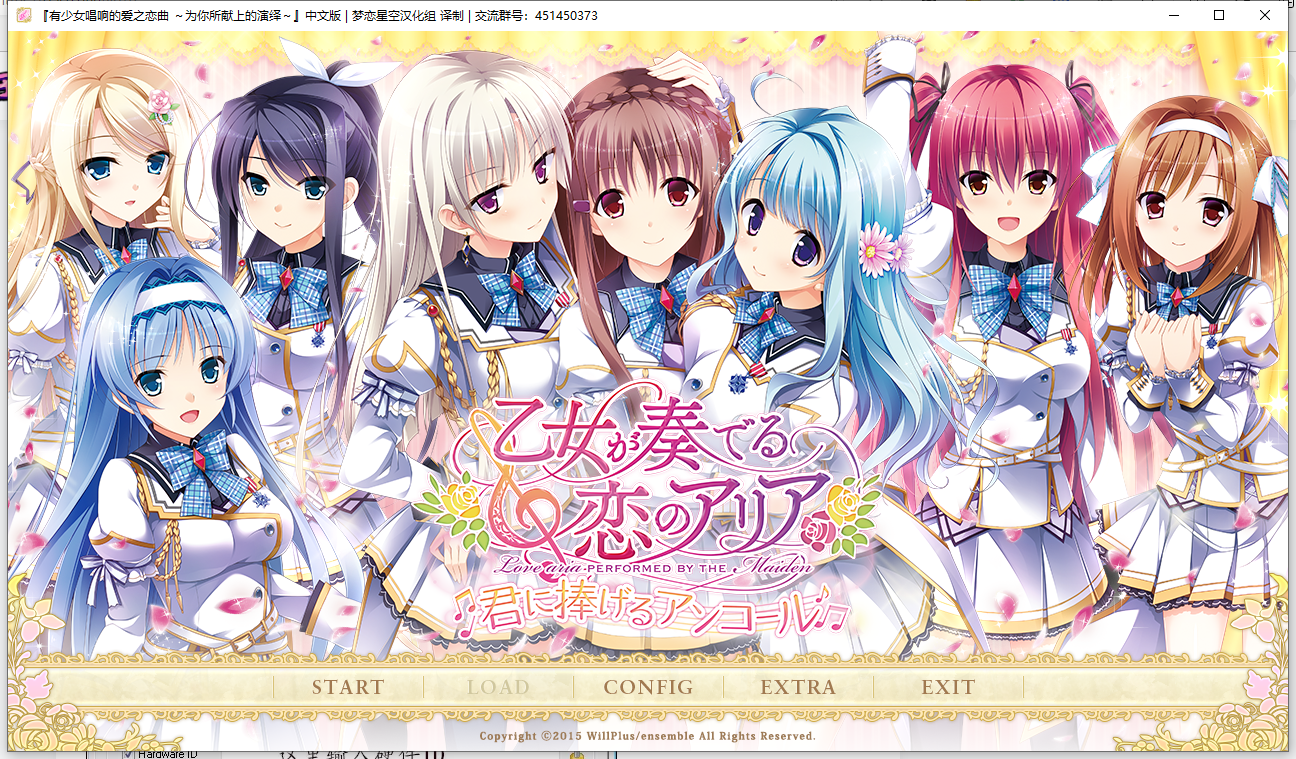 『有少女唱响的爱之恋曲 ～为你所献上的演绎～』中文版 | 梦恋星空汉化组 译制 | 交流群号：451450373
乙女が奏でる
恋のアリア
Love aria PERFORMED BY THE Maiden
♫君に捧げるアンコール♫
START LOAD CONFIG EXTRA EXIT
Copyright ©2015 WillPlus/ensemble All Rights Reserved.
Hardware ID